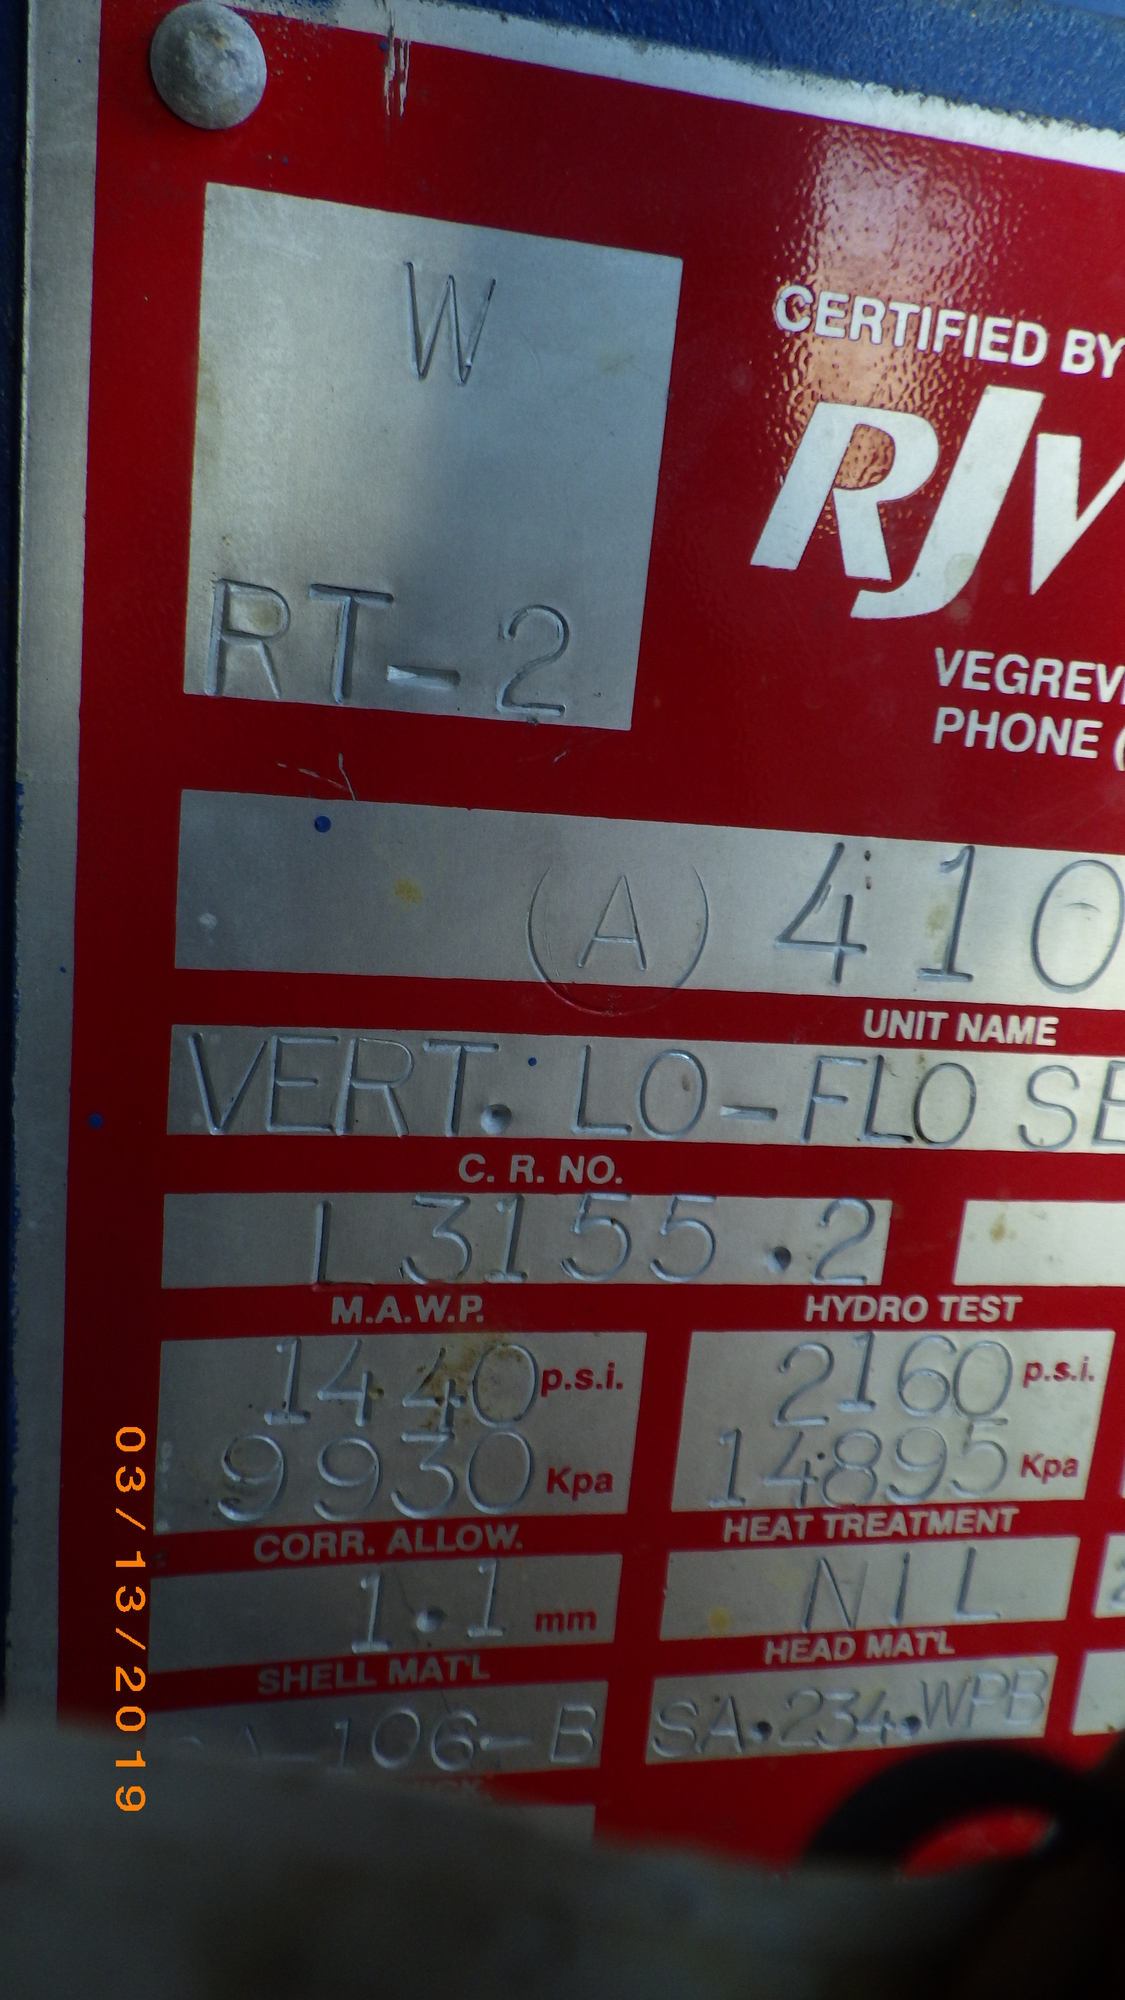 W
CERTIFIED BY
RJV
RT-2
VEGREVI
PHONE (
(A) 410
UNIT NAME
VERT. LO-FLO SE
C. R. NO.
L3155.2
M.A.W.P. HYDRO TEST
1440 p.s.i. 2160 p.s.i.
9930 Kpa 14895 Kpa
CORR. ALLOW. HEAT TREATMENT
1.1 mm NIL
SHELL MAT'L HEAD MAT'L
-106-B SA.234.WPB
03/13/2019